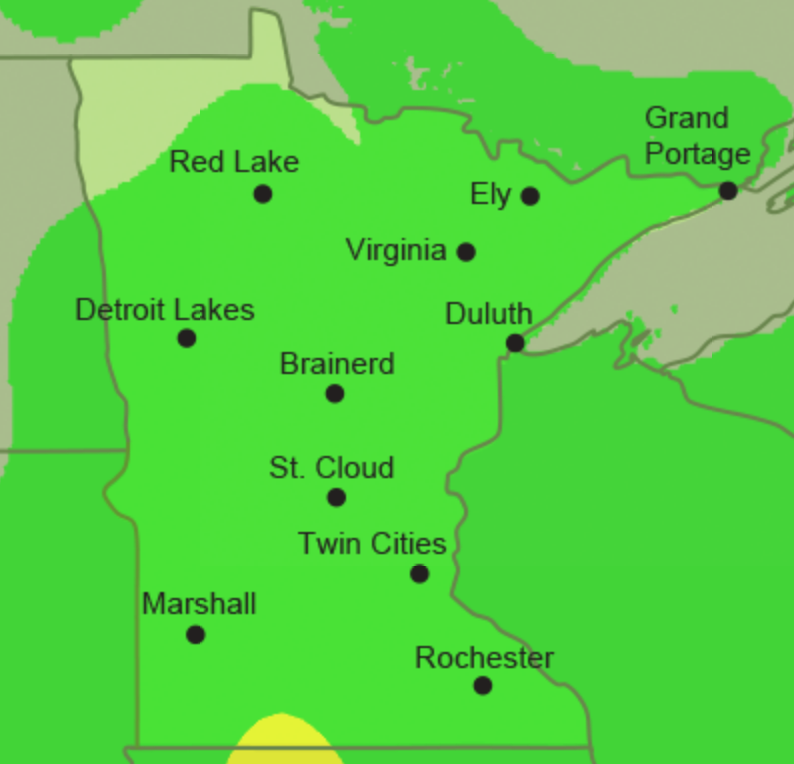 Grand
Portage
Red Lake
Ely
Virginia
Detroit Lakes
Duluth
Brainerd
St. Cloud
Twin Cities
Marshall
Rochester